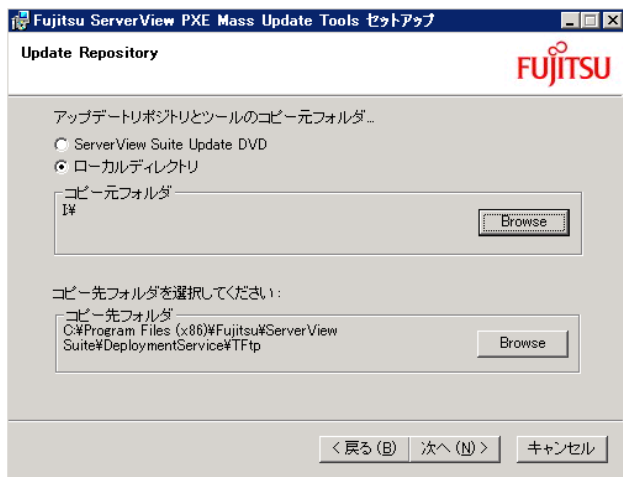 Fujitsu ServerView PXE Mass Update Tools セットアップ
Update Repository
FUJITSU
アップデートリポジトリとツールのコピー元フォルダ...
ServerView Suite Update DVD
ローカルディレクトリ
コピー元フォルダ
I¥
Browse
コピー先フォルダを選択してください:
コピー先フォルダ
C:¥Program Files (x86)¥Fujitsu¥ServerView
Suite¥DeploymentService¥TFtp
Browse
< 戻る(B) 次へ(N) > キャンセル